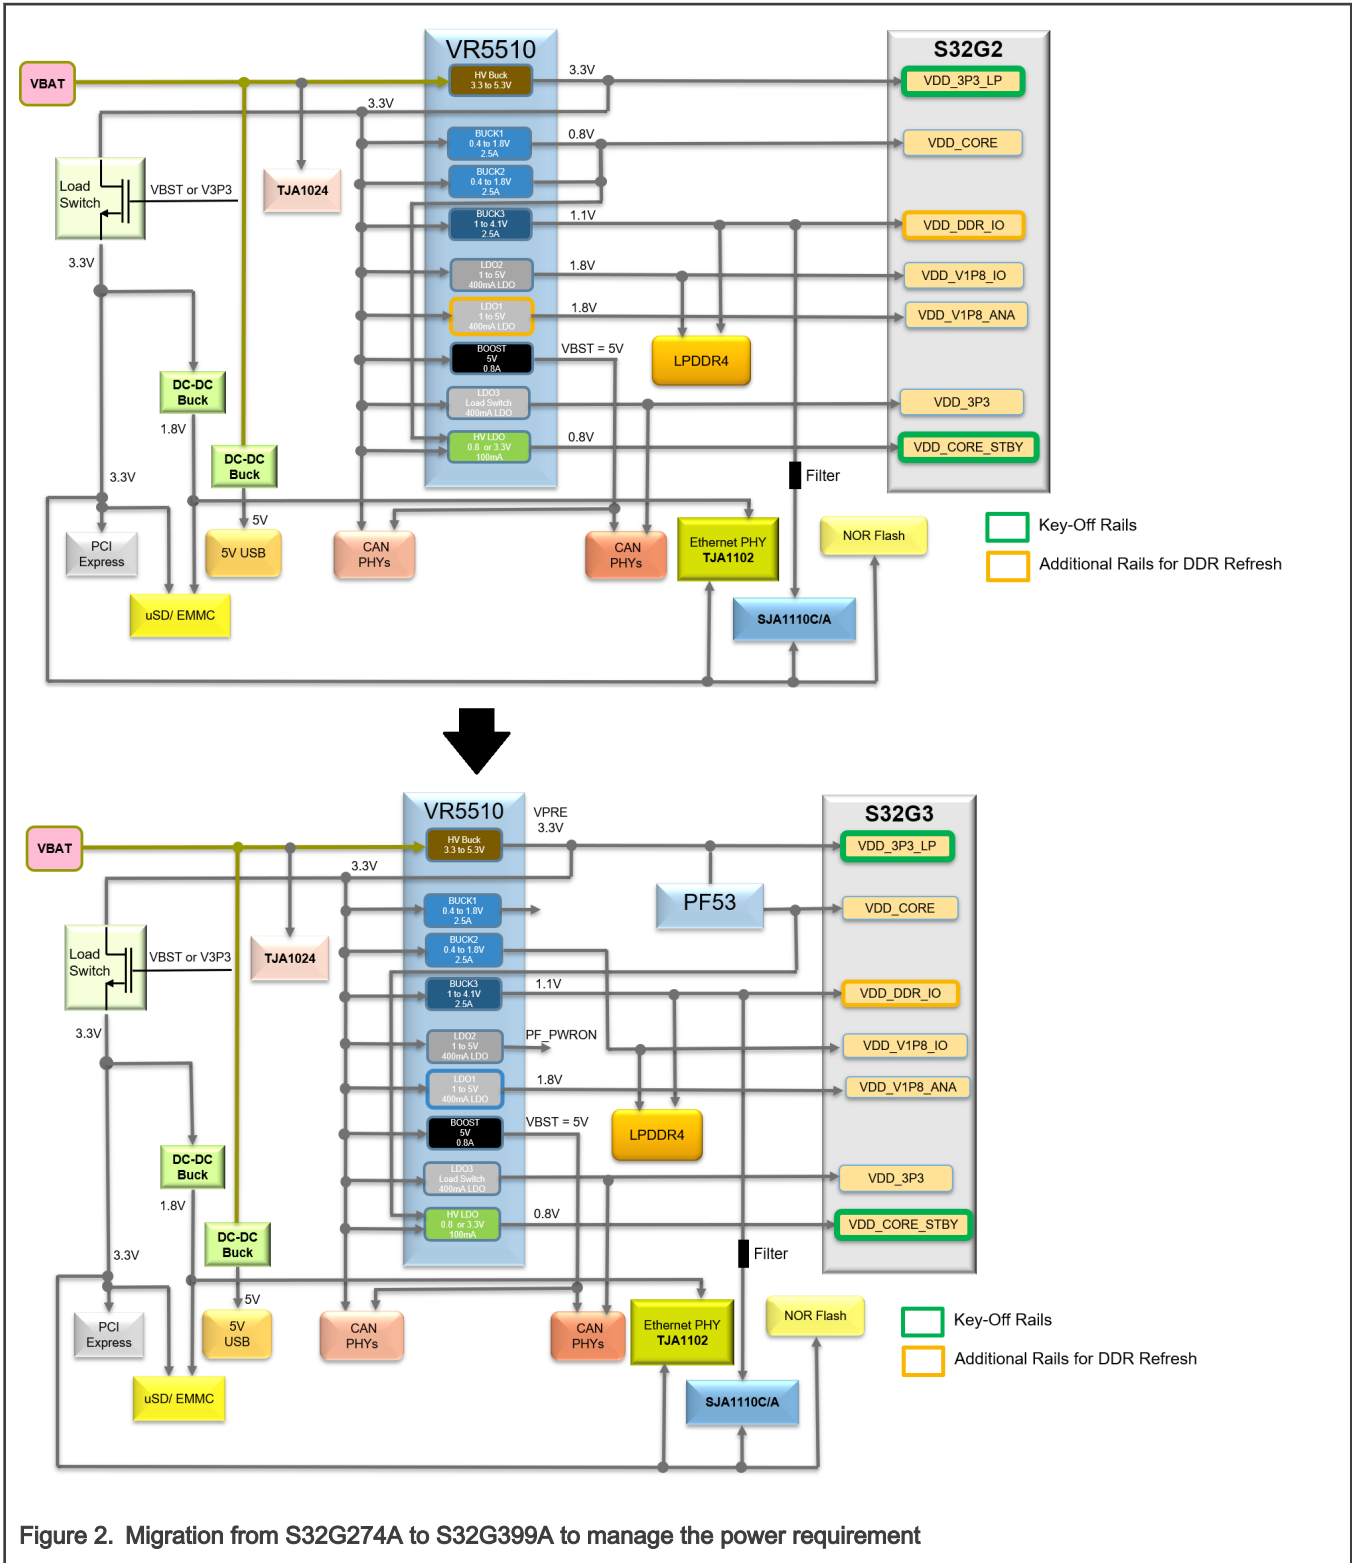 VR5510
S32G2
VBAT
HV Buck
3.3 to 5.3V
3.3V
VDD_3P3_LP
3.3V
BUCK1
0.4 to 1.8V
2.5A
0.8V
VDD_CORE
Load
Switch
VBST or V3P3
TJA1024
BUCK2
0.4 to 1.8V
2.5A
BUCK3
1 to 4.1V
2.5A
1.1V
VDD_DDR_IO
3.3V
LDO2
1 to 5V
400mA LDO
1.8V
VDD_V1P8_IO
LDO1
1 to 5V
400mA LDO
1.8V
VDD_V1P8_ANA
BOOST
5V
0.8A
VBST = 5V
LPDDR4
DC-DC
Buck
LDO3
Load Switch
400mA LDO
VDD_3P3
1.8V
HV LDO
0.8 or 3.3V
100mA
0.8V
VDD_CORE_STBY
DC-DC
Buck
3.3V
Filter
5V
PCI
Express
5V USB
CAN
PHYs
CAN
PHYs
Ethernet PHY
TJA1102
NOR Flash
Key-Off Rails
Additional Rails for DDR Refresh
uSD/ EMMC
SJA1110C/A
VR5510
S32G3
VBAT
HV Buck
3.3 to 5.3V
VPRE
3.3V
VDD_3P3_LP
3.3V
BUCK1
0.4 to 1.8V
2.5A
PF53
VDD_CORE
Load
Switch
VBST or V3P3
TJA1024
BUCK2
0.4 to 1.8V
2.5A
BUCK3
1 to 4.1V
2.5A
1.1V
VDD_DDR_IO
3.3V
LDO2
1 to 5V
400mA LDO
PF_PWRON
VDD_V1P8_IO
LDO1
1 to 5V
400mA LDO
1.8V
VDD_V1P8_ANA
BOOST
5V
0.8A
VBST = 5V
LPDDR4
DC-DC
Buck
LDO3
Load Switch
400mA LDO
VDD_3P3
1.8V
HV LDO
0.8 or 3.3V
100mA
0.8V
VDD_CORE_STBY
DC-DC
Buck
3.3V
Filter
5V
PCI
Express
5V
USB
CAN
PHYs
CAN
PHYs
Ethernet PHY
TJA1102
NOR Flash
Key-Off Rails
Additional Rails for DDR Refresh
uSD/ EMMC
SJA1110C/A
Figure 2. Migration from S32G274A to S32G399A to manage the power requirement